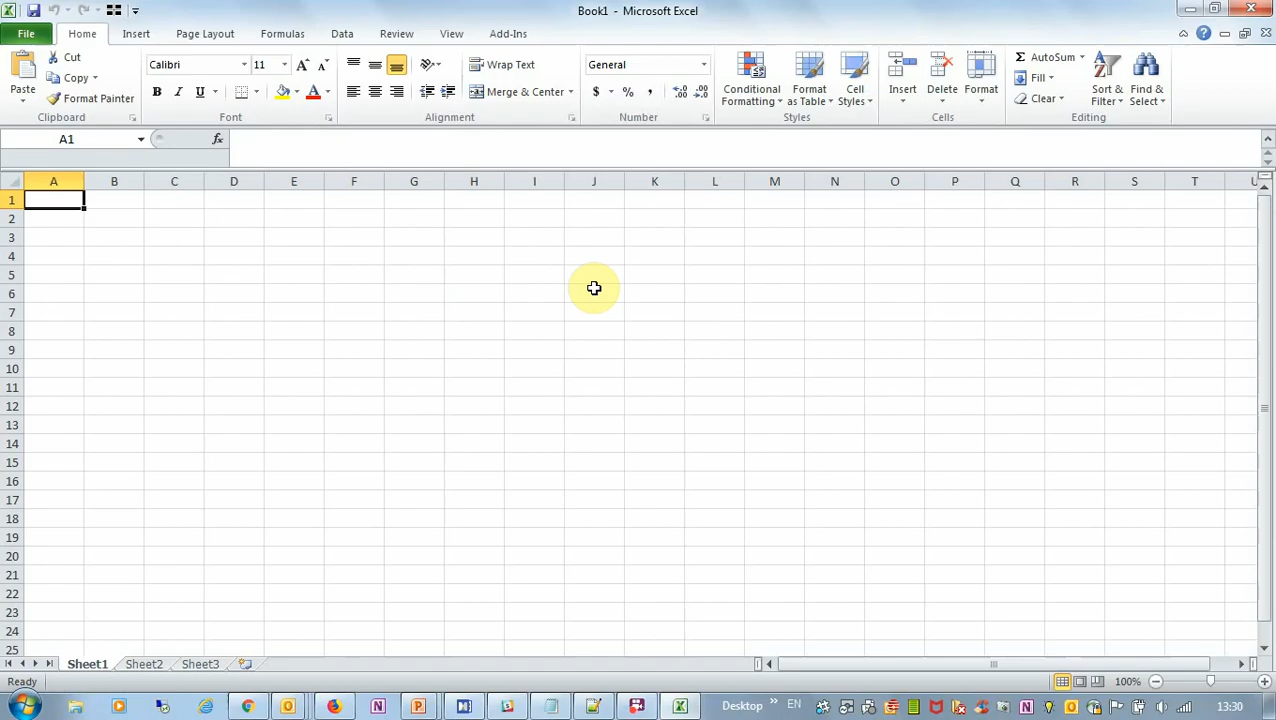 Book1 - Microsoft Excel
File Home Insert Page Layout Formulas Data Review View Add-Ins
Paste
Cut
Copy
Format Painter
Clipboard
Calibri 11
B I U
Font
Wrap Text
Merge & Center
Alignment
General
$ % ,
Number
Conditional Formatting
Format as Table
Cell Styles
Styles
Insert Delete Format
Cells
AutoSum
Fill
Clear
Sort & Filter
Find & Select
Editing
A1 fx
A B C D E F G H I J K L M N O P Q R S T U
1
2
3
4
5
6
7
8
9
10
11
12
13
14
15
16
17
18
19
20
21
22
23
24
25
Sheet1 Sheet2 Sheet3
Ready 100%
Desktop » EN 13:30